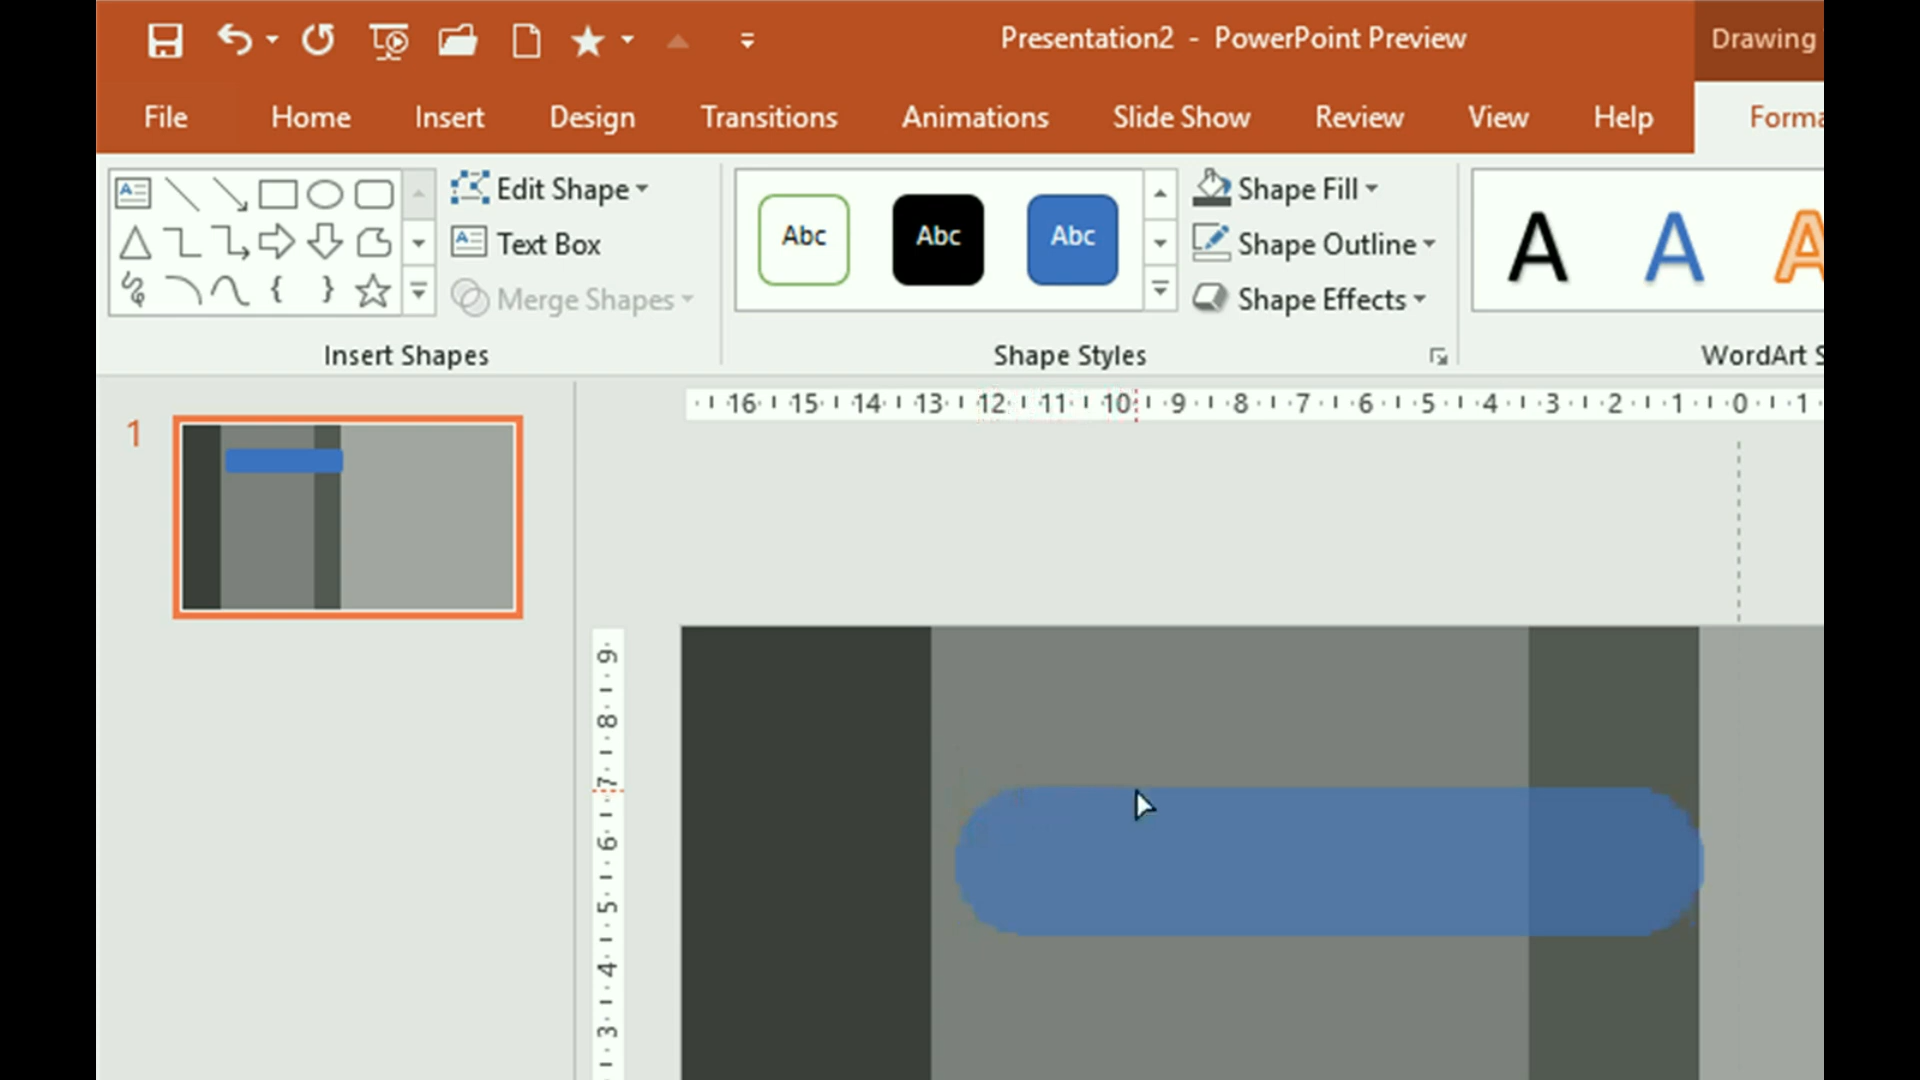 Presentation2 - PowerPoint Preview
Drawing
File Home Insert Design Transitions Animations Slide Show Review View Help Forma
Edit Shape
Text Box
Merge Shapes
Insert Shapes
Abc Abc Abc
Shape Fill
Shape Outline
Shape Effects
Shape Styles
A A A
WordArt S
16 15 14 13 12 11 10 9 8 7 6 5 4 3 2 1 0 1
1
9
8
7
6
5
4
3